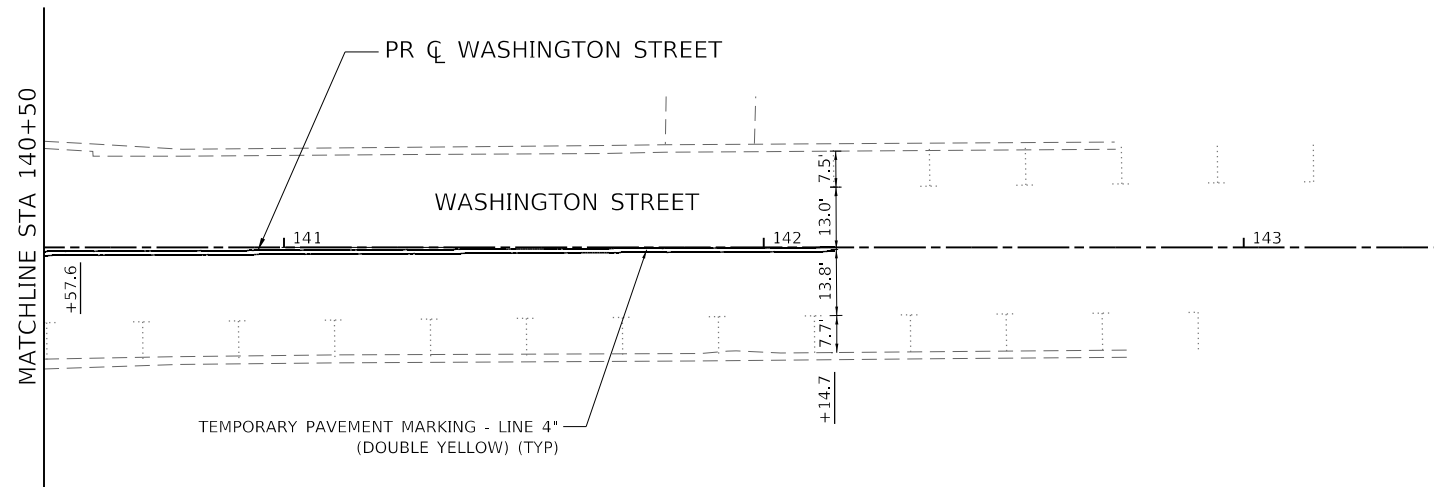 PR ℄ WASHINGTON STREET
MATCHLINE STA 140+50
WASHINGTON STREET
7.5'
13.0'
141
142
143
+57.6
13.8'
7.7'
+14.7
TEMPORARY PAVEMENT MARKING - LINE 4"
(DOUBLE YELLOW) (TYP)